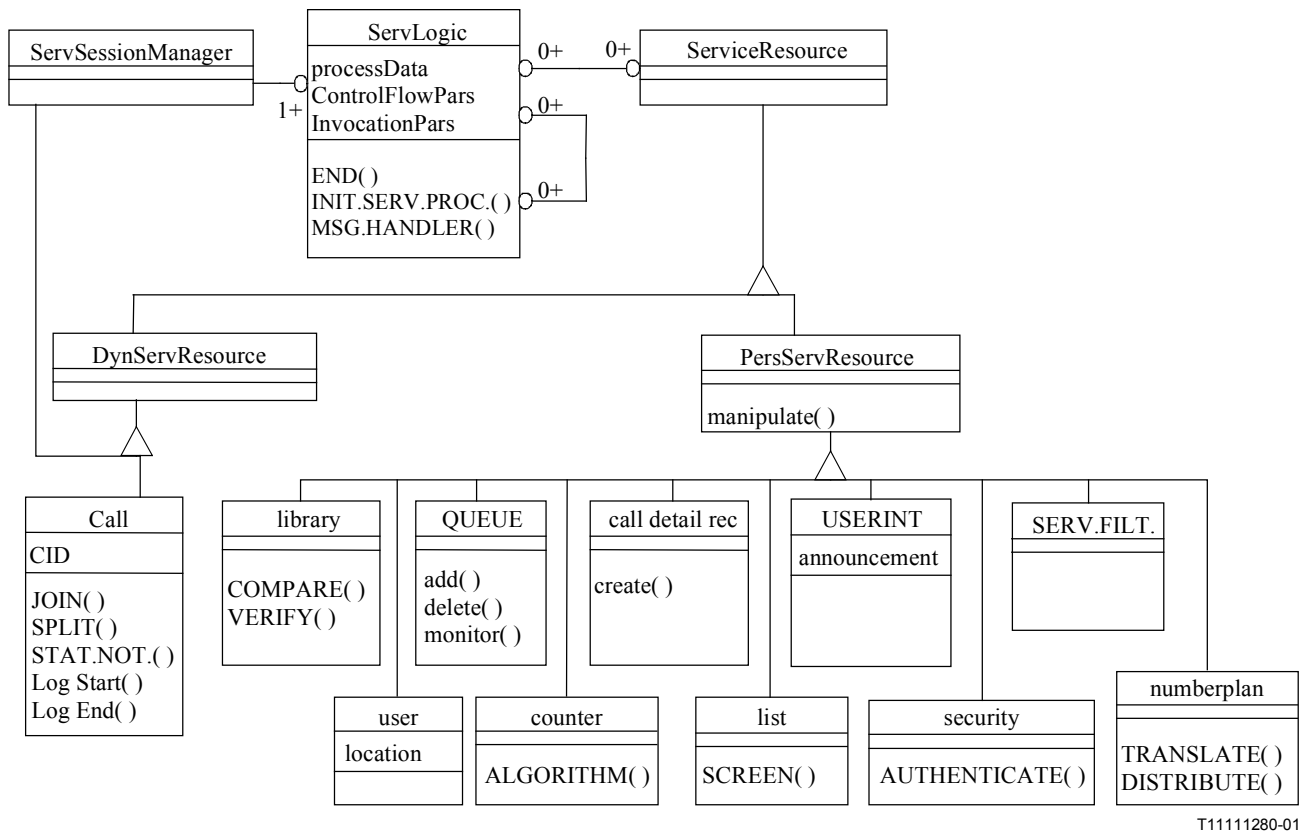 ServSessionManager
1+
ServLogic
processData
ControlFlowPars
InvocationPars
END( )
INIT.SERV.PROC.( )
MSG.HANDLER( )
0+
0+
0+
0+
ServiceResource
DynServResource
PersServResource
manipulate( )
Call
CID
JOIN( )
SPLIT( )
STAT.NOT.( )
Log Start( )
Log End( )
library
COMPARE( )
VERIFY( )
QUEUE
add( )
delete( )
monitor( )
call detail rec
create( )
USERINT
announcement
SERV.FILT.
user
location
counter
ALGORITHM( )
list
SCREEN( )
security
AUTHENTICATE( )
numberplan
TRANSLATE( )
DISTRIBUTE( )
T11111280-01